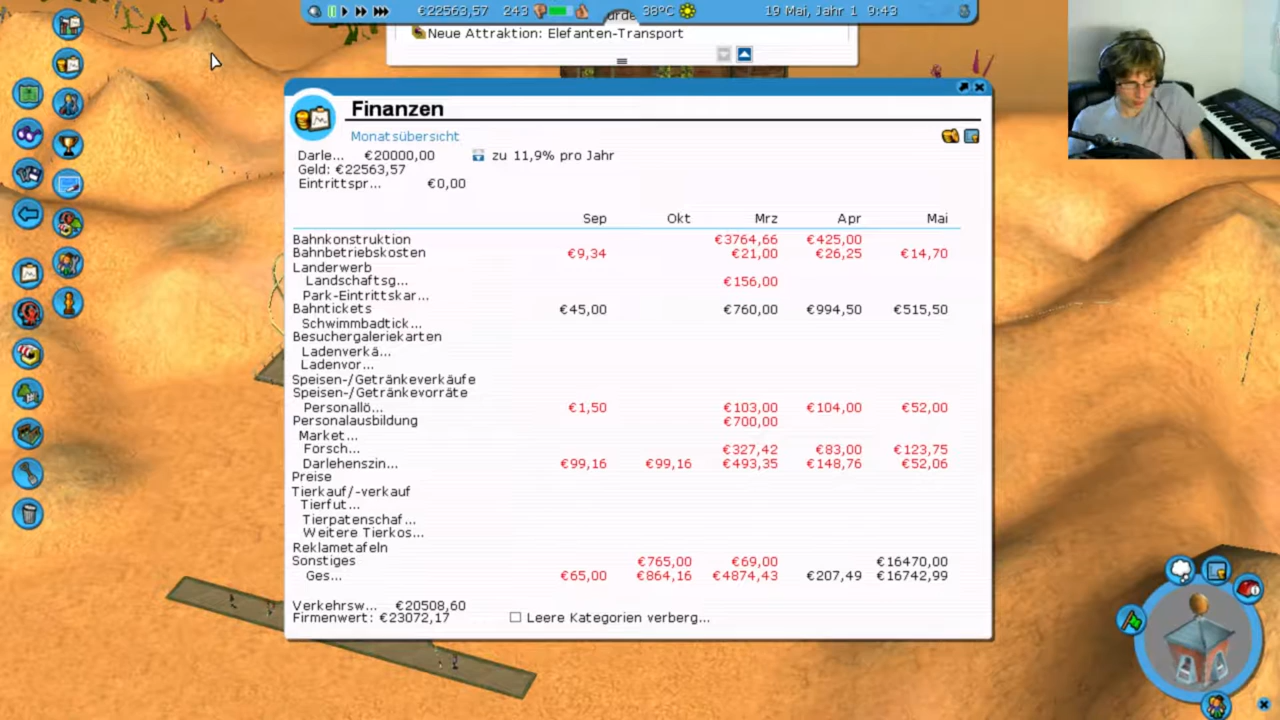 €22563,57 243 38°C 19 Mai, Jahr 1 9:43
Neue Attraktion: Elefanten-Transport
Finanzen
Monatsübersicht
Darle... €20000,00 zu 11,9% pro Jahr
Geld: €22563,57
Eintrittspr... €0,00
Sep Okt Mrz Apr Mai
Bahnkonstruktion €3764,66 €425,00
Bahnbetriebskosten €9,34 €21,00 €26,25 €14,70
Landerwerb
Landschaftsg... €156,00
Park-Eintrittskar...
Bahntickets €45,00 €760,00 €994,50 €515,50
Schwimmbadtick...
Besuchergaleriekarten
Ladenverkä...
Ladenvor...
Speisen-/Getränkeverkäufe
Speisen-/Getränkevorräte
Personallö... €1,50 €103,00 €104,00 €52,00
Personalausbildung €700,00
Market...
Forsch... €327,42 €83,00 €123,75
Darlehenszin... €99,16 €99,16 €493,35 €148,76 €52,06
Preise
Tierkauf/-verkauf
Tierfut...
Tierpatenschaf...
Weitere Tierkos...
Reklametafeln
Sonstiges €765,00 €69,00 €16470,00
Ges... €65,00 €864,16 €4874,43 €207,49 €16742,99
Verkehrsw... €20508,60
Firmenwert: €23072,17 Leere Kategorien verberg...